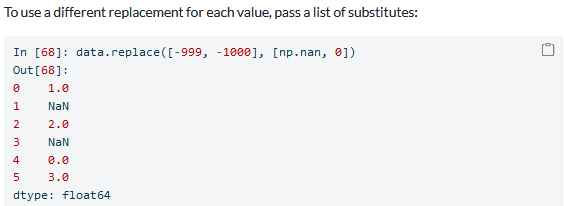 To use a different replacement for each value, pass a list of substitutes:
In [68]: data.replace([-999, -1000], [np.nan, 0])
Out[68]:
0    1.0
1    NaN
2    2.0
3    NaN
4    0.0
5    3.0
dtype: float64